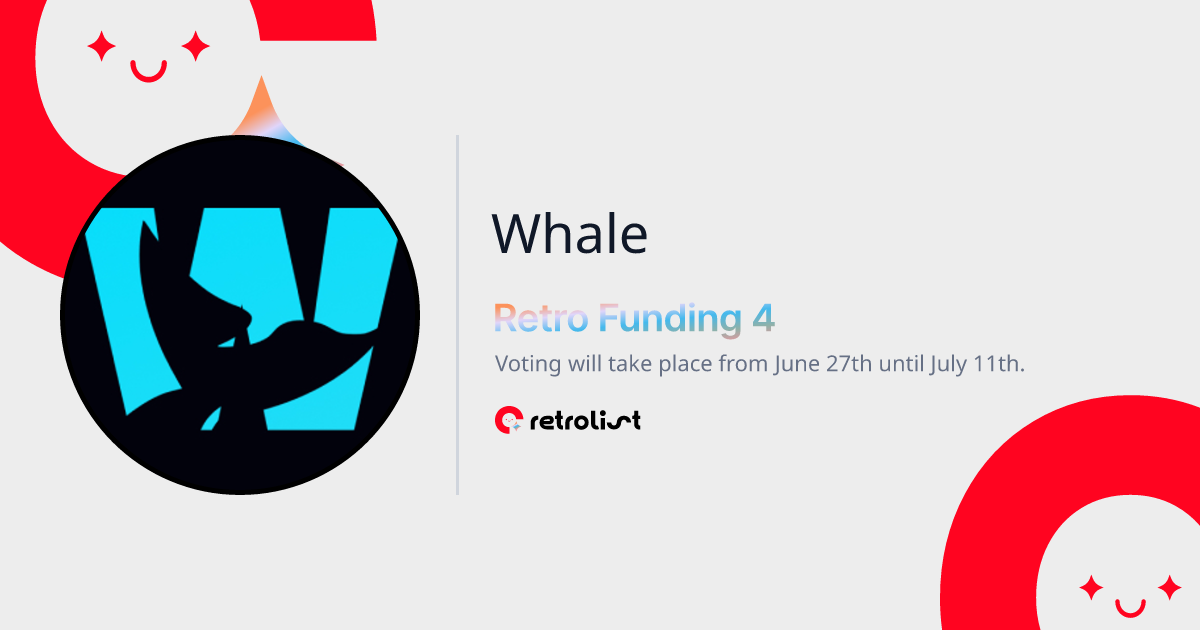 Whale
Retro Funding 4
Voting will take place from June 27th until July 11th.
retrolist